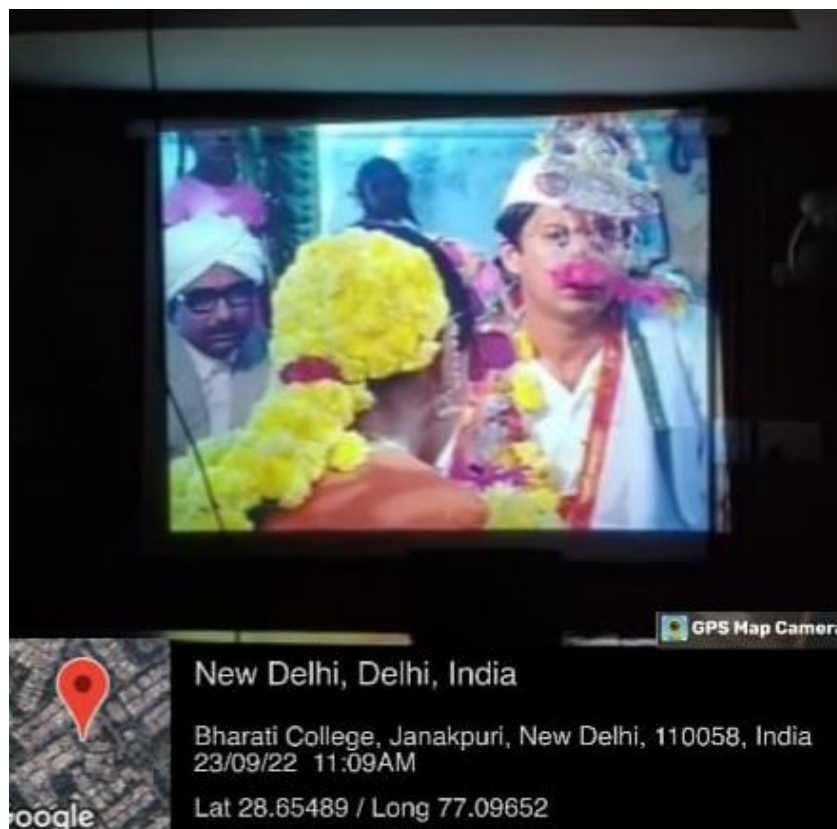 GPS Map Camera
New Delhi, Delhi, India
Bharati College, Janakpuri, New Delhi, 110058, India
23/09/22 11:09AM
Lat 28.65489 / Long 77.09652
Google